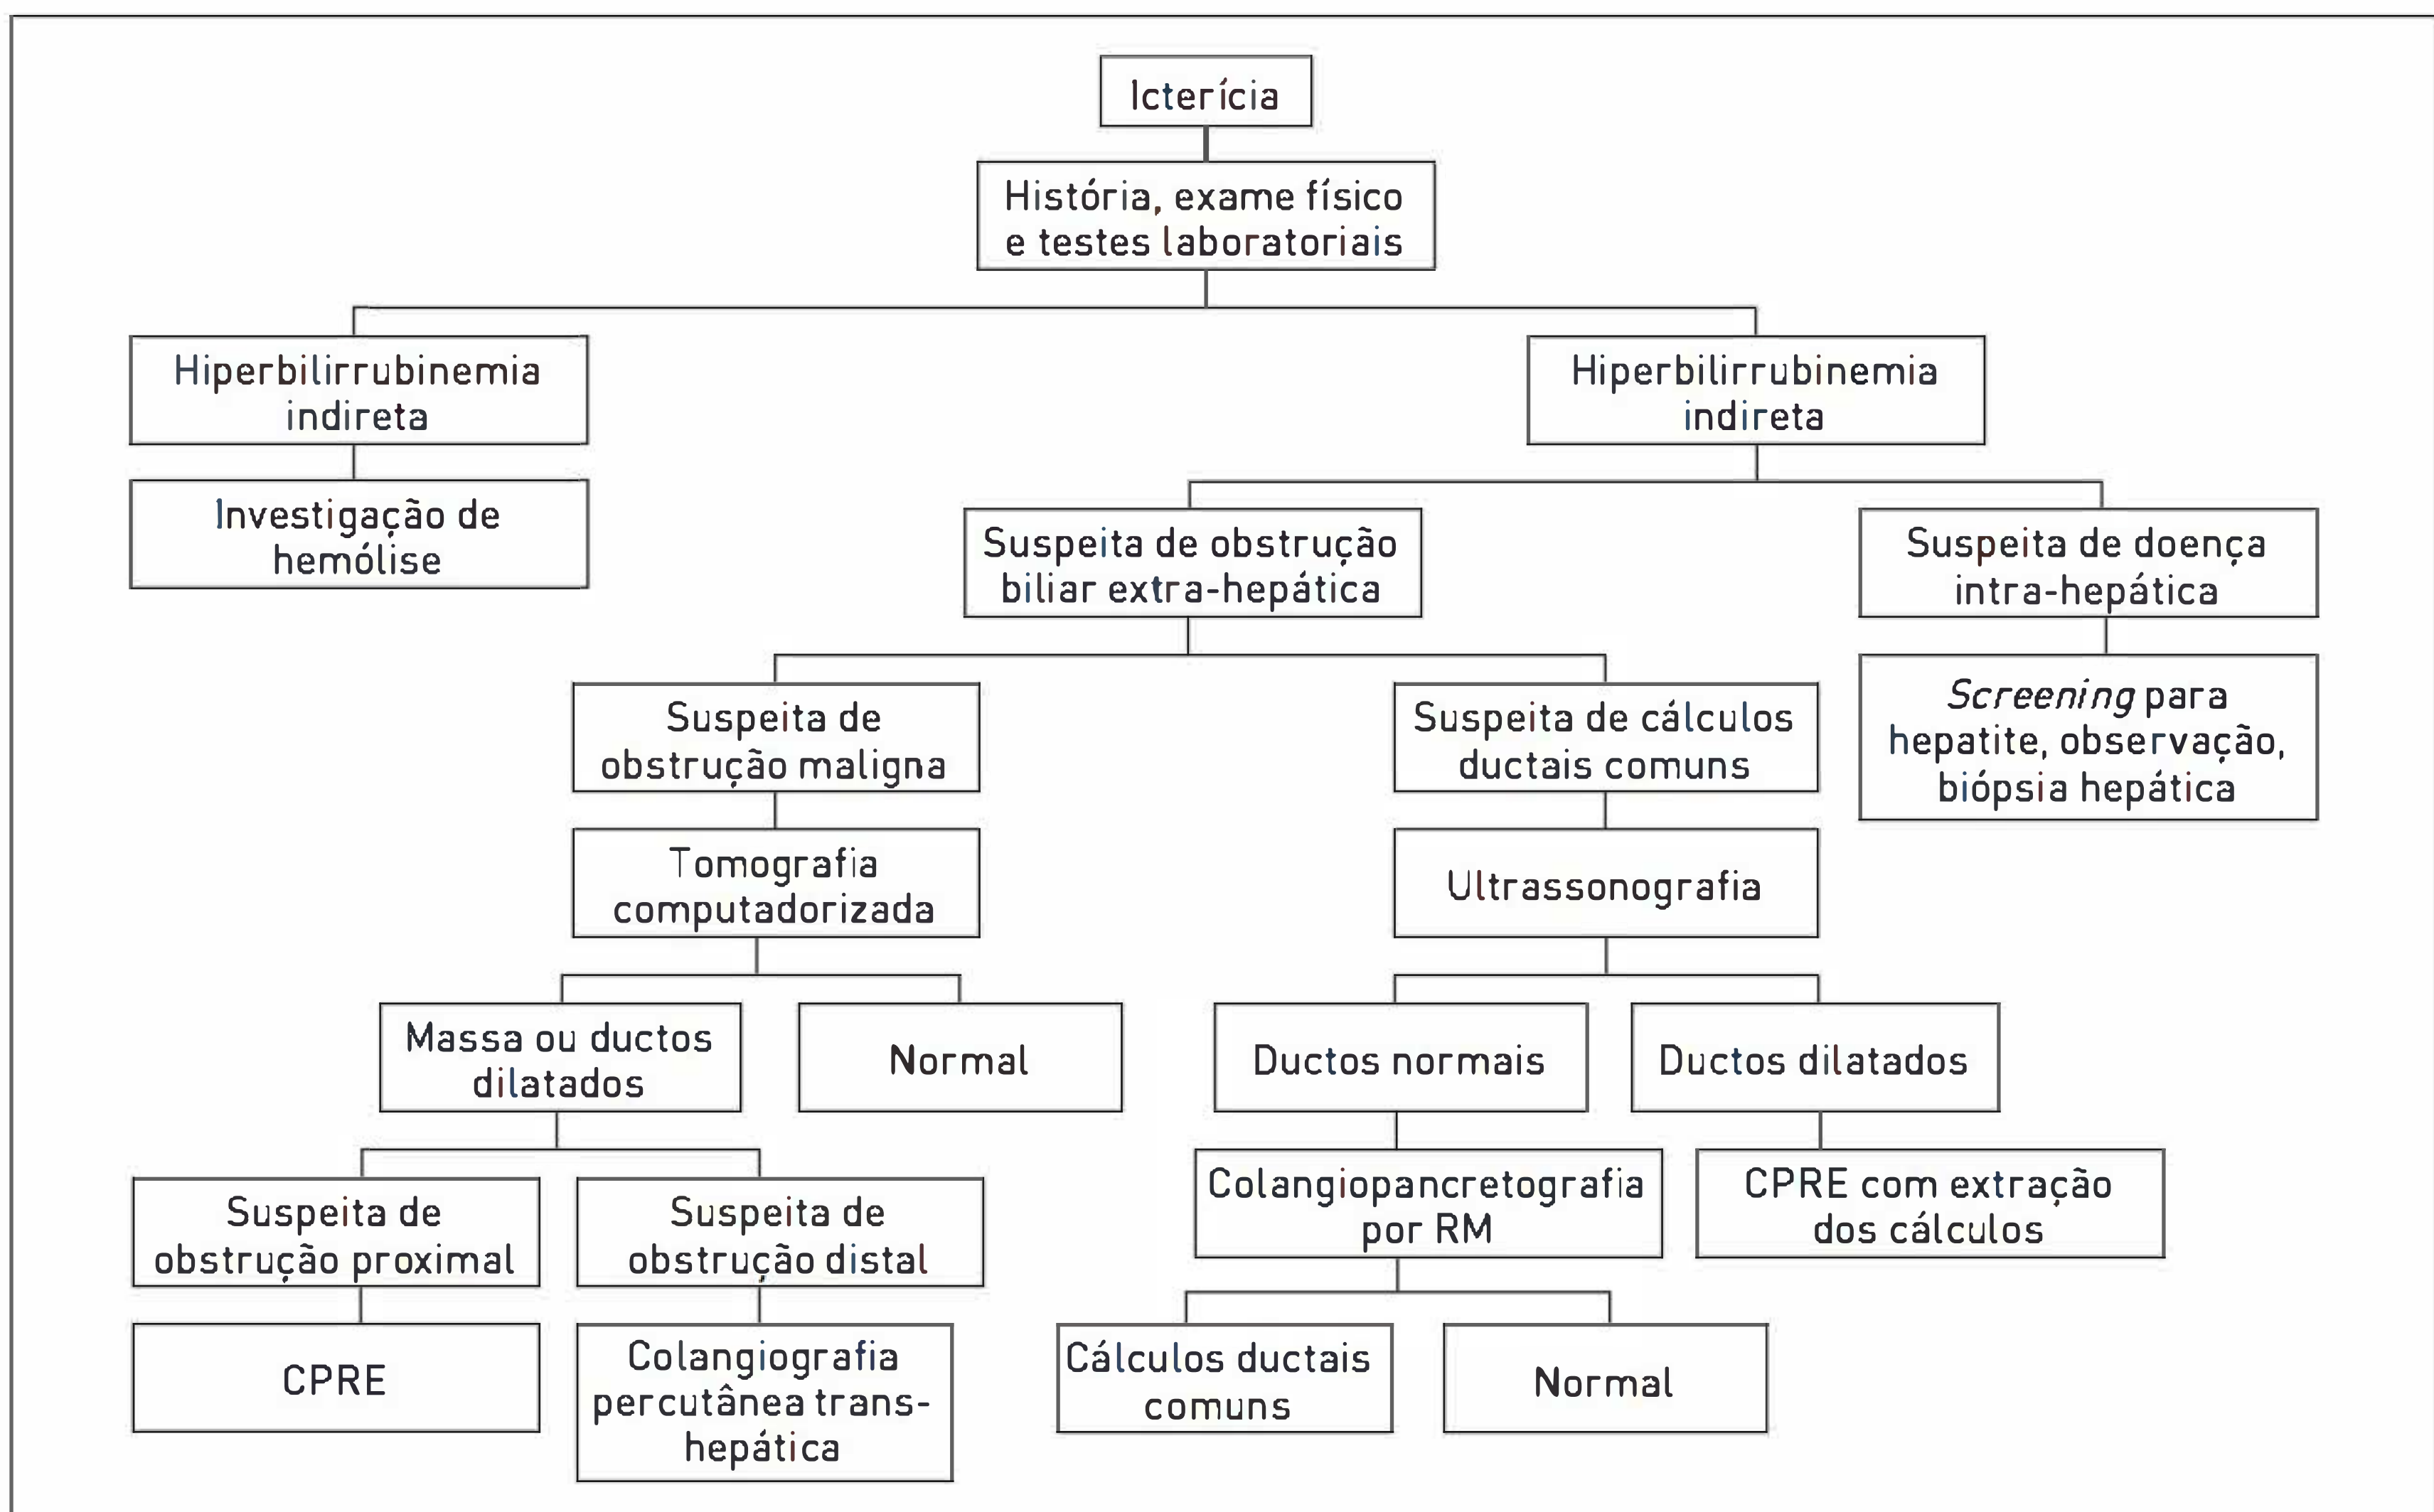 Icterícia
História, exame físico
e testes laboratoriais
Hiperbilirrubinemia
indireta
Hiperbilirrubinemia
indireta
Investigação de
hemólise
Suspeita de obstrução
biliar extra-hepática
Suspeita de doença
intra-hepática
Suspeita de
obstrução maligna
Suspeita de cálculos
ductais comuns
Screening para
hepatite, observação,
biópsia hepática
Tomografia
computadorizada
Ultrassonografia
Massa ou ductos
dilatados
Normal
Ductos normais
Ductos dilatados
Suspeita de
obstrução proximal
Suspeita de
obstrução distal
Colangiopancretografia
por RM
CPRE com extração
dos cálculos
CPRE
Colangiografia
percutânea trans-
hepática
Cálculos ductais
comuns
Normal